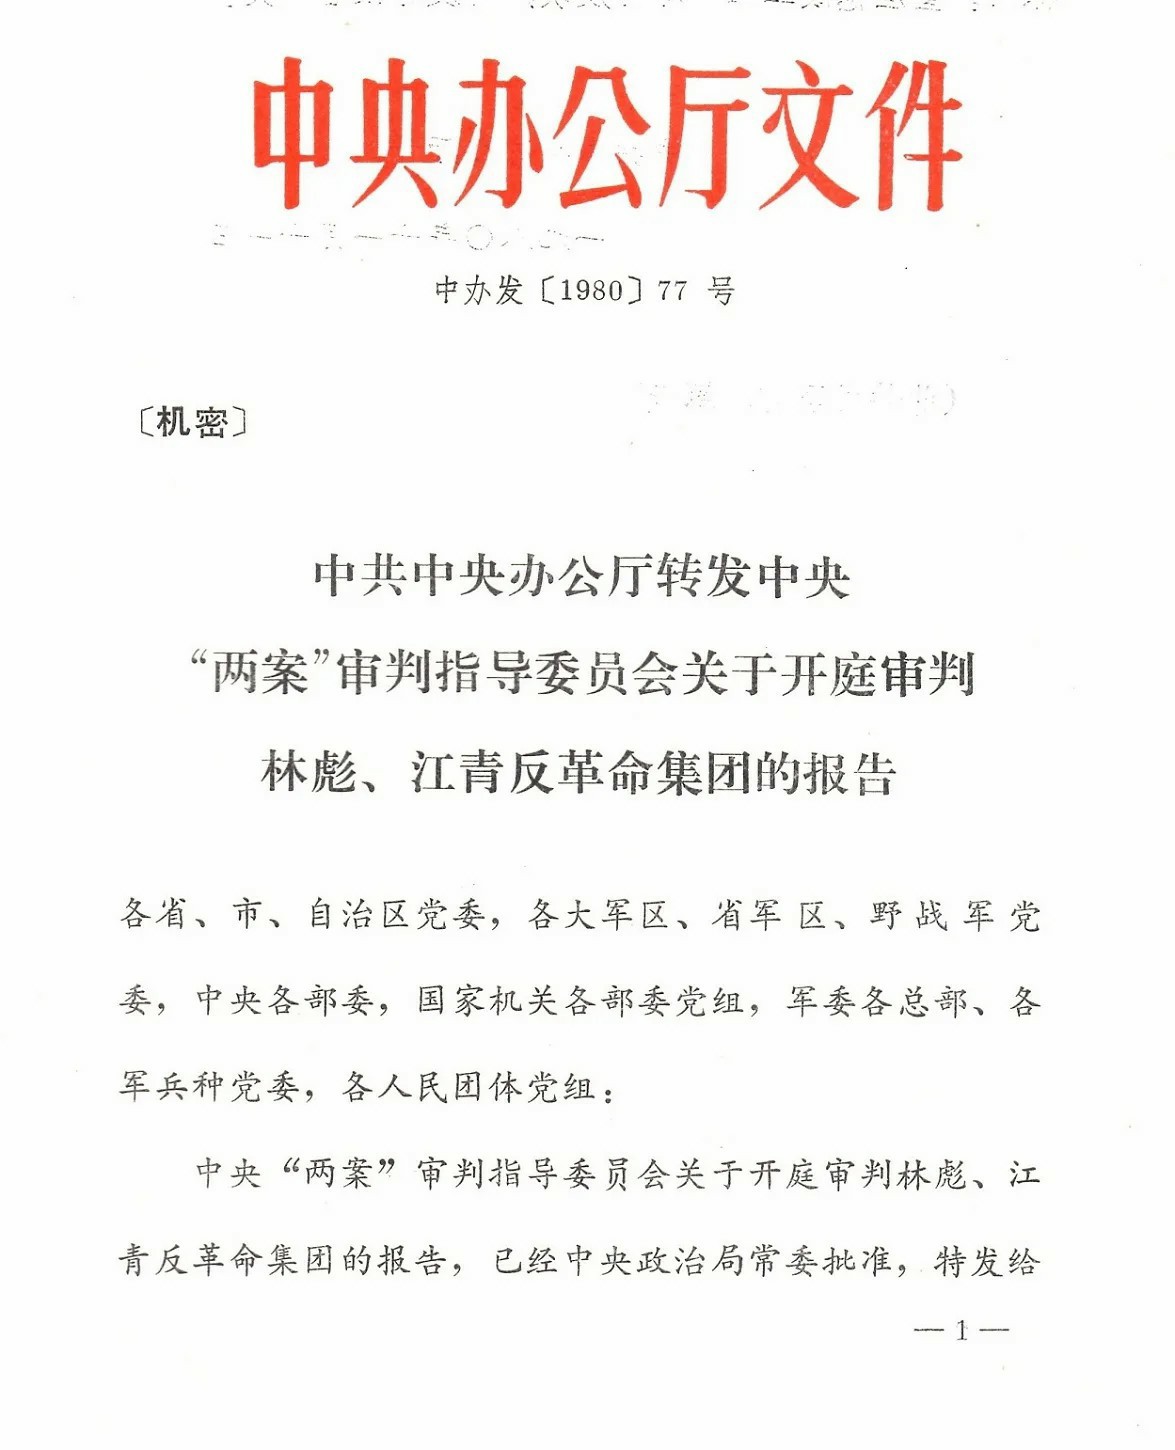 中央办公厅文件
中办发〔1980〕77 号
〔机密〕
中共中央办公厅转发中央
“两案”审判指导委员会关于开庭审判
林彪、江青反革命集团的报告
各省、市、自治区党委，各大军区、省军区、野战军党
委，中央各部委，国家机关各部委党组，军委各总部、各
军兵种党委，各人民团体党组：
中央“两案”审判指导委员会关于开庭审判林彪、江
青反革命集团的报告，已经中央政治局常委批准，特发给
— 1 —